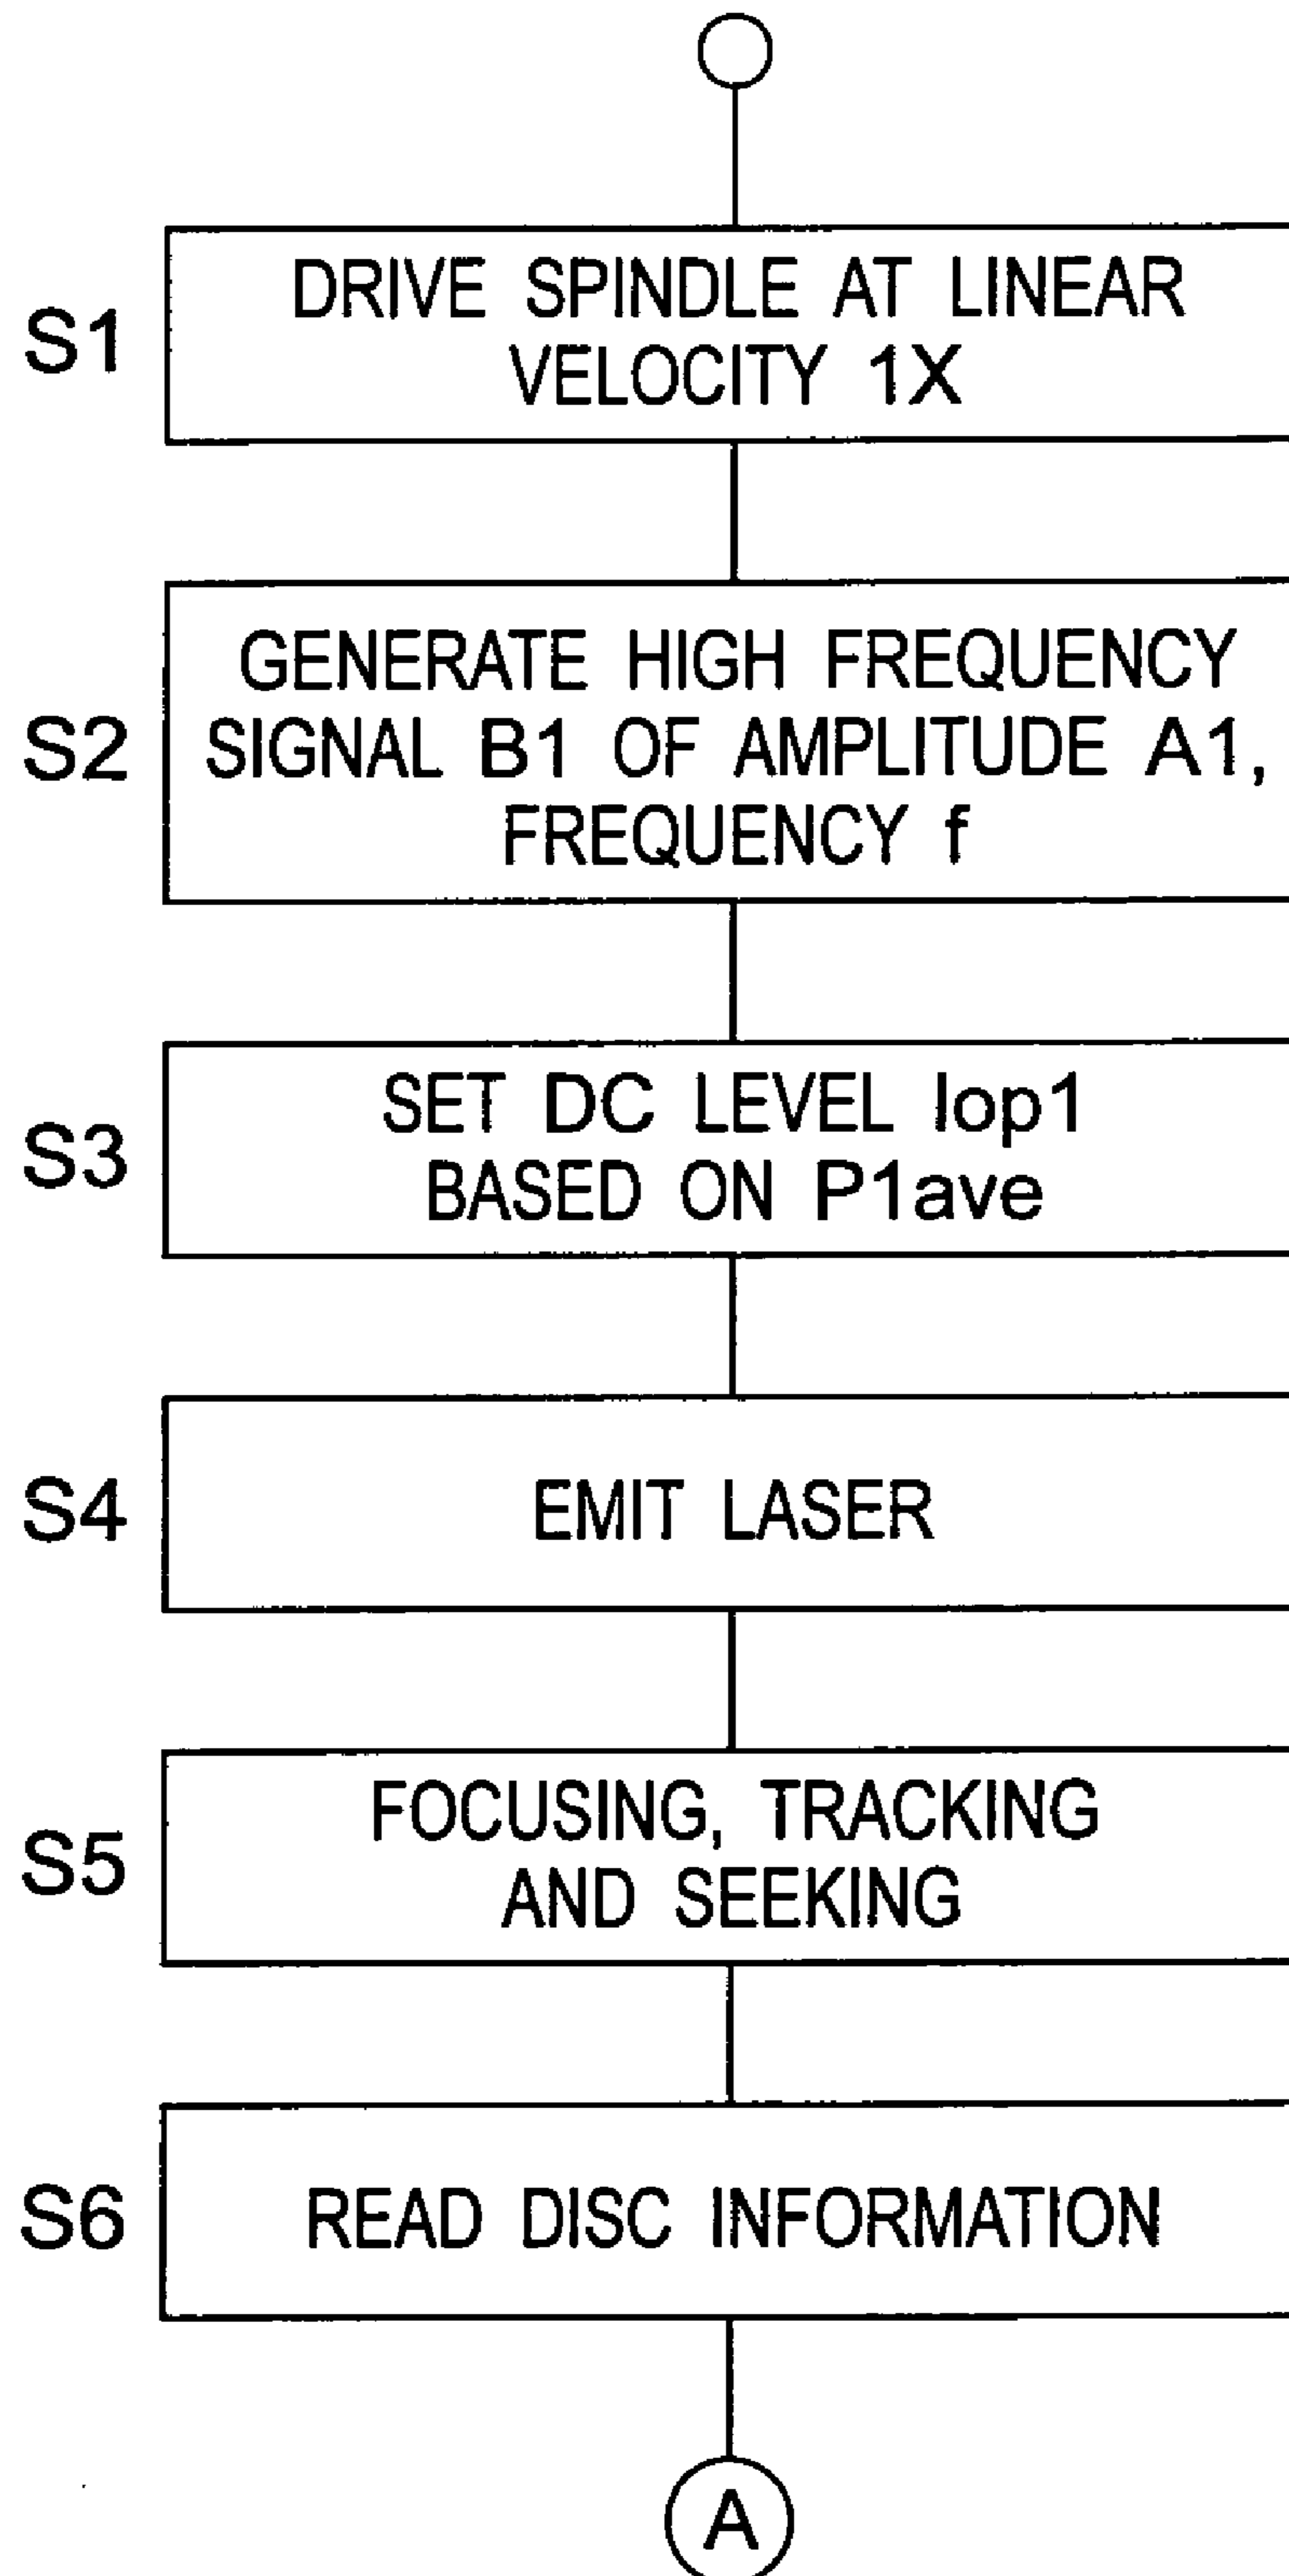 S1
DRIVE SPINDLE AT LINEAR
VELOCITY 1X
S2
GENERATE HIGH FREQUENCY
SIGNAL B1 OF AMPLITUDE A1,
FREQUENCY f
S3
SET DC LEVEL Iop1
BASED ON P1ave
S4
EMIT LASER
S5
FOCUSING, TRACKING
AND SEEKING
S6
READ DISC INFORMATION
A